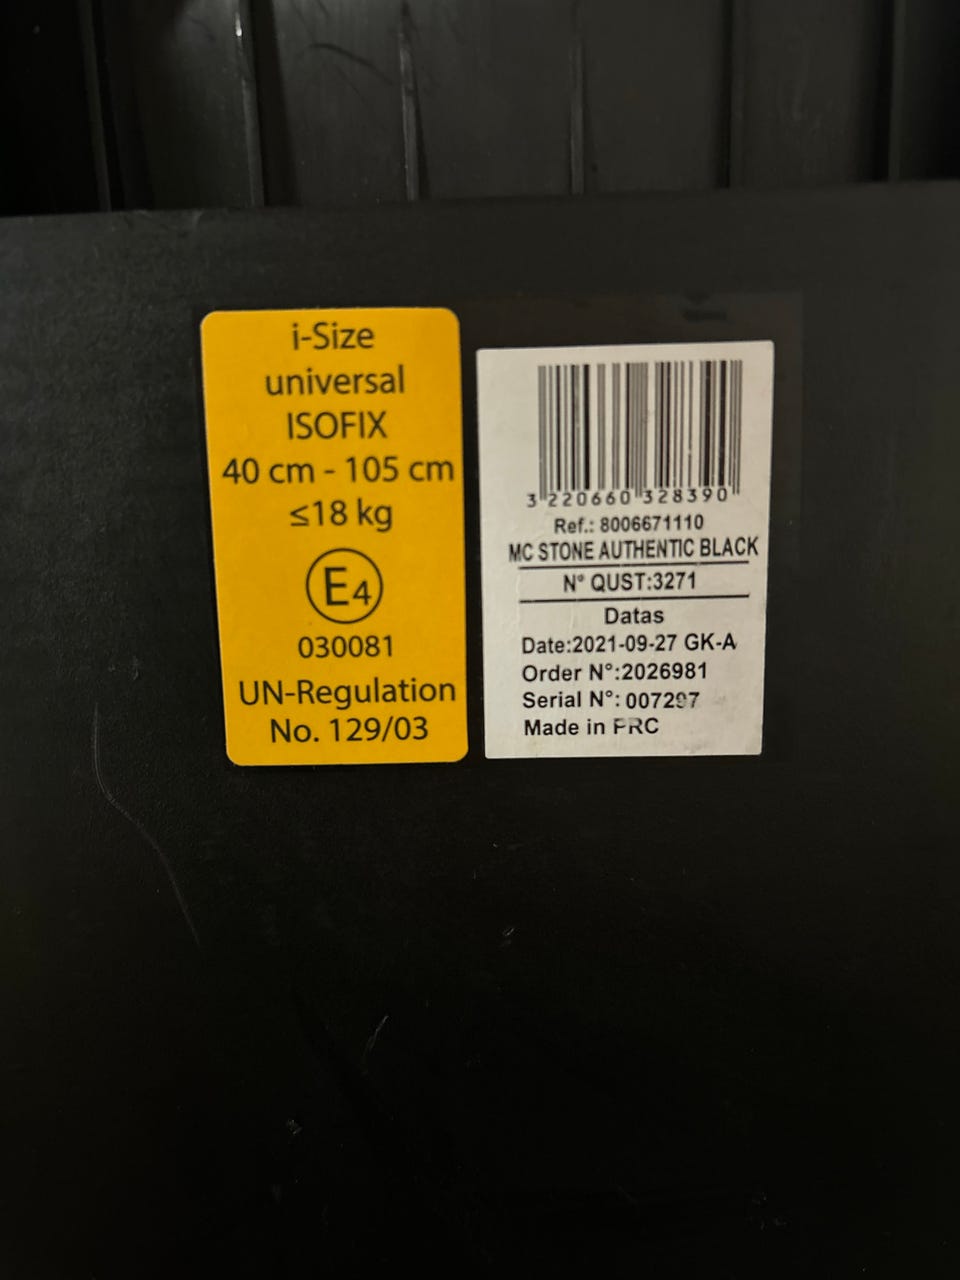 i-Size
universal
ISOFIX
40 cm - 105 cm
≤18 kg
E4
030081
UN-Regulation
No. 129/03
3 220660 328390
Ref.: 8006671110
MC STONE AUTHENTIC BLACK
N° QUST:3271
Datas
Date:2021-09-27 GK-A
Order N°:2026981
Serial N°: 007297
Made in PRC